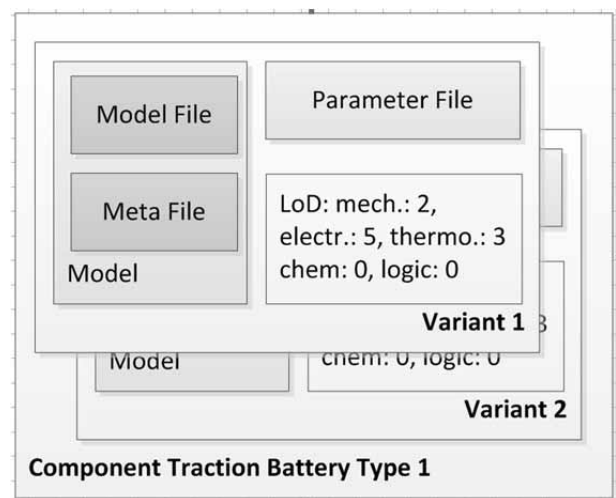 Model File
Parameter File
Meta File
LoD: mech.: 2,
electr.: 5, thermo.: 3
chem: 0, logic: 0
Model
Variant 1
3
Model
chem: 0, logic: 0
Variant 2
Component Traction Battery Type 1